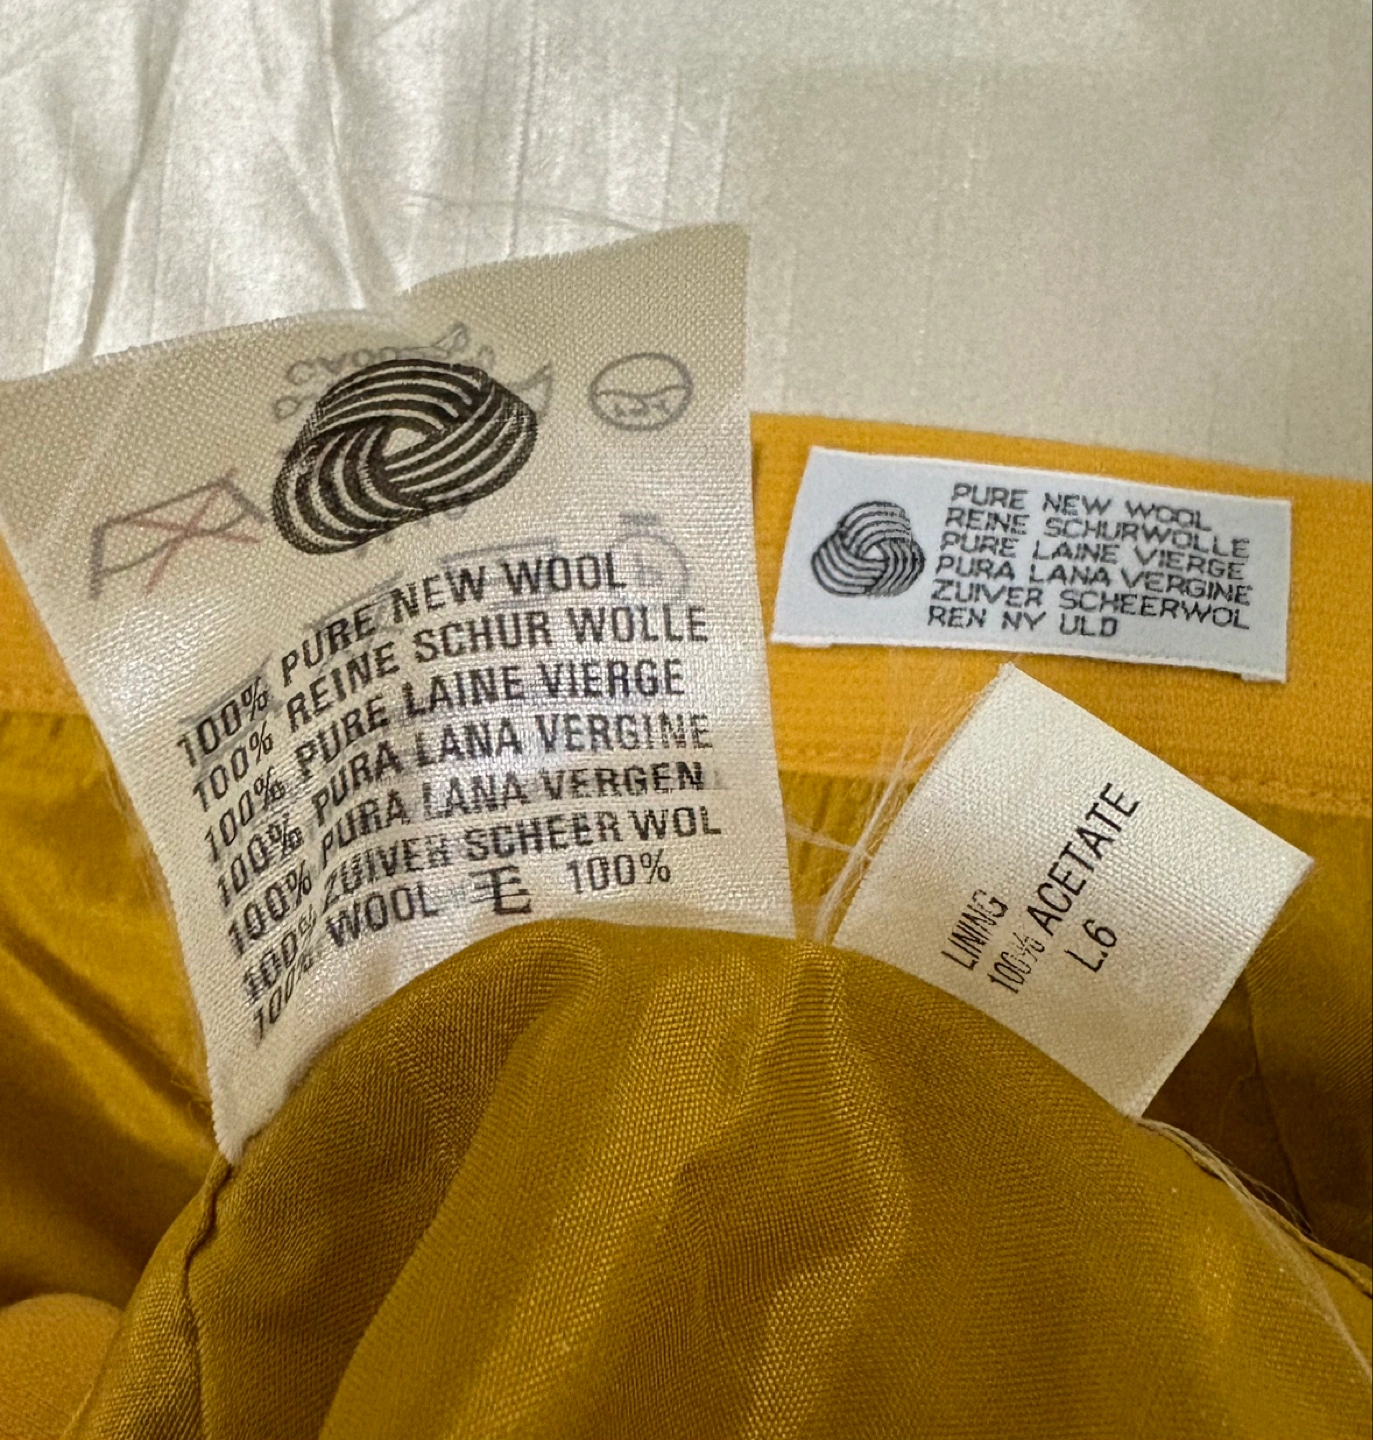 100% PURE NEW WOOL
100% REINE SCHUR WOLLE
100% PURE LAINE VIERGE
100% PURA LANA VERGINE
100% PURA LANA VERGEN
100% ZUIVER SCHEER WOL
100% WOOL 毛 100%
PURE NEW WOOL
REINE SCHURWOLLE
PURE LAINE VIERGE
PURA LANA VERGINE
ZUIVER SCHEERWOL
REN NY ULD
LINING
100% ACETATE
L.6